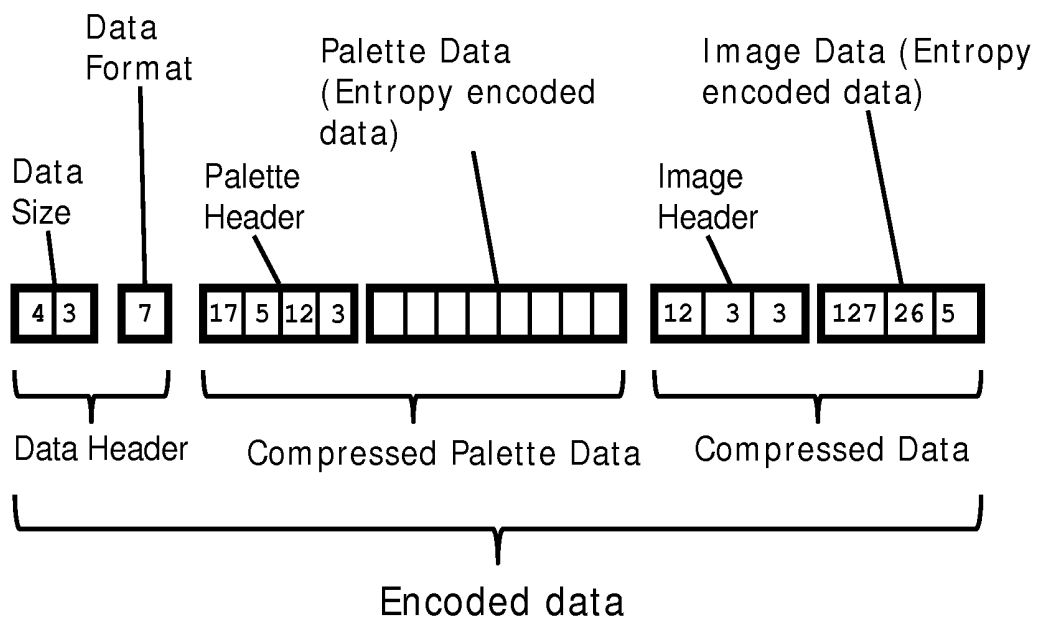 Data
Format
Palette Data
(Entropy encoded
data)
Image Data (Entropy
encoded data)
Data
Size
Palette
Header
Image
Header
4 3 7 17 5 12 3 12 3 3 127 26 5
Data Header
Compressed Palette Data
Compressed Data
Encoded data